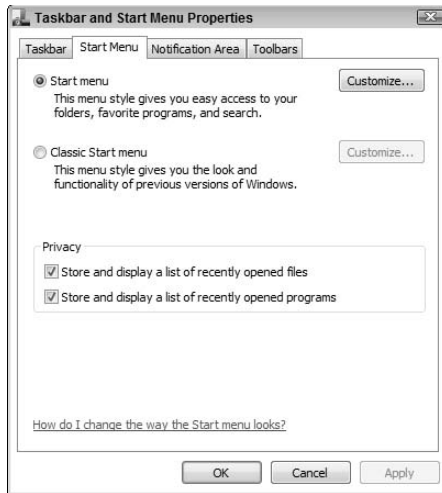 Taskbar and Start Menu Properties
Taskbar Start Menu Notification Area Toolbars
Start menu Customize...
This menu style gives you easy access to your
folders, favorite programs, and search.
Classic Start menu Customize...
This menu style gives you the look and
functionality of previous versions of Windows.
Privacy
Store and display a list of recently opened files
Store and display a list of recently opened programs
How do I change the way the Start menu looks?
OK Cancel Apply